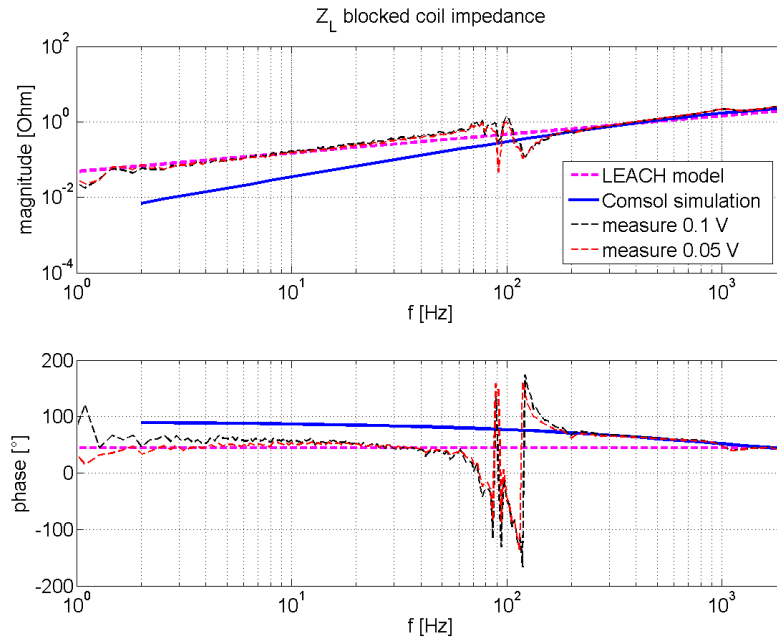 Z_L blocked coil impedance
magnitude [Ohm]
10^2
10^0
10^-2
10^-4
10^0
10^1
10^2
10^3
f [Hz]
LEACH model
Comsol simulation
measure 0.1 V
measure 0.05 V
phase [°]
200
100
0
-100
-200
10^0
10^1
10^2
10^3
f [Hz]